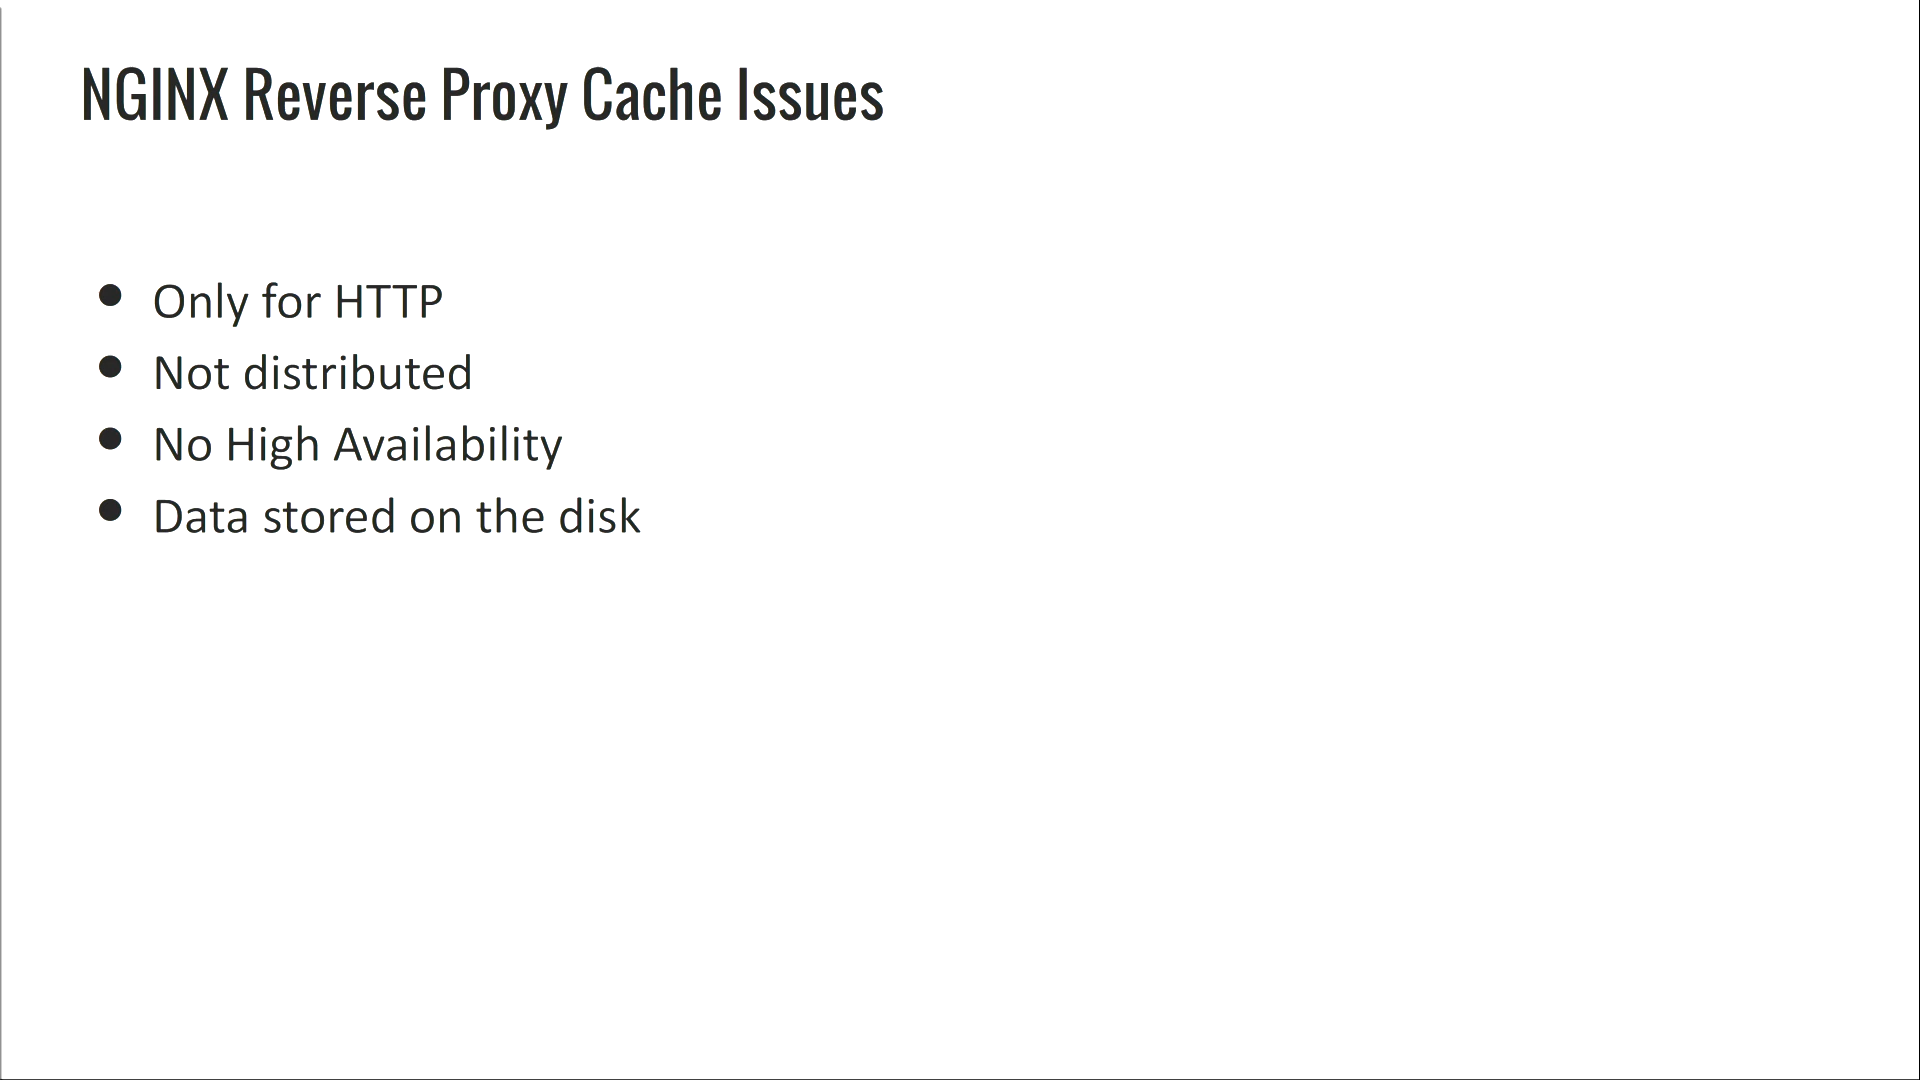 NGINX Reverse Proxy Cache Issues
● Only for HTTP
● Not distributed
● No High Availability
● Data stored on the disk